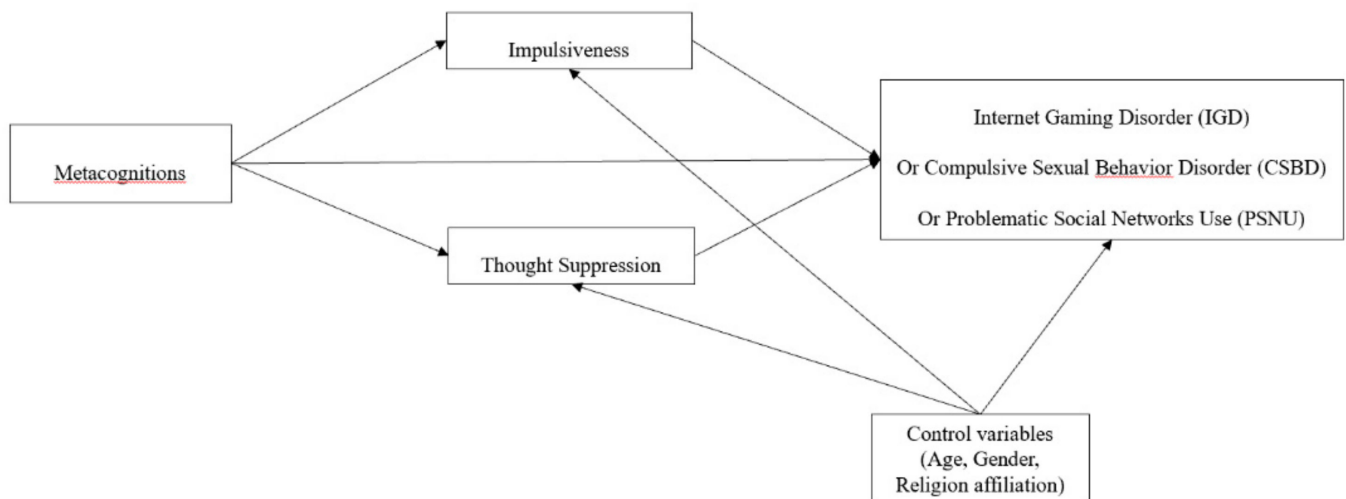 Impulsiveness
Metacognitions
Internet Gaming Disorder (IGD)
Or Compulsive Sexual Behavior Disorder (CSBD)
Or Problematic Social Networks Use (PSNU)
Thought Suppression
Control variables
(Age, Gender,
Religion affiliation)